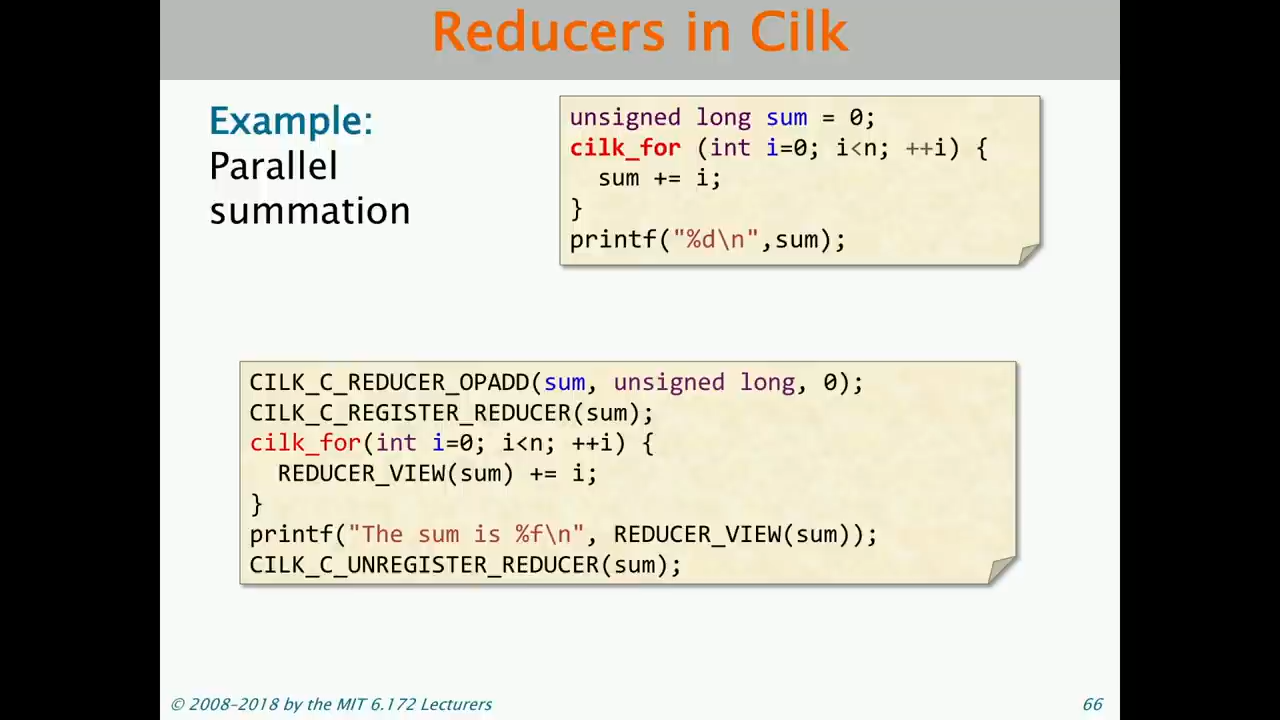 Reducers in Cilk
Example:
Parallel
summation
unsigned long sum = 0;
cilk_for (int i=0; i<n; ++i) {
  sum += i;
}
printf("%d\n",sum);
CILK_C_REDUCER_OPADD(sum, unsigned long, 0);
CILK_C_REGISTER_REDUCER(sum);
cilk_for(int i=0; i<n; ++i) {
  REDUCER_VIEW(sum) += i;
}
printf("The sum is %f\n", REDUCER_VIEW(sum));
CILK_C_UNREGISTER_REDUCER(sum);
© 2008-2018 by the MIT 6.172 Lecturers
66